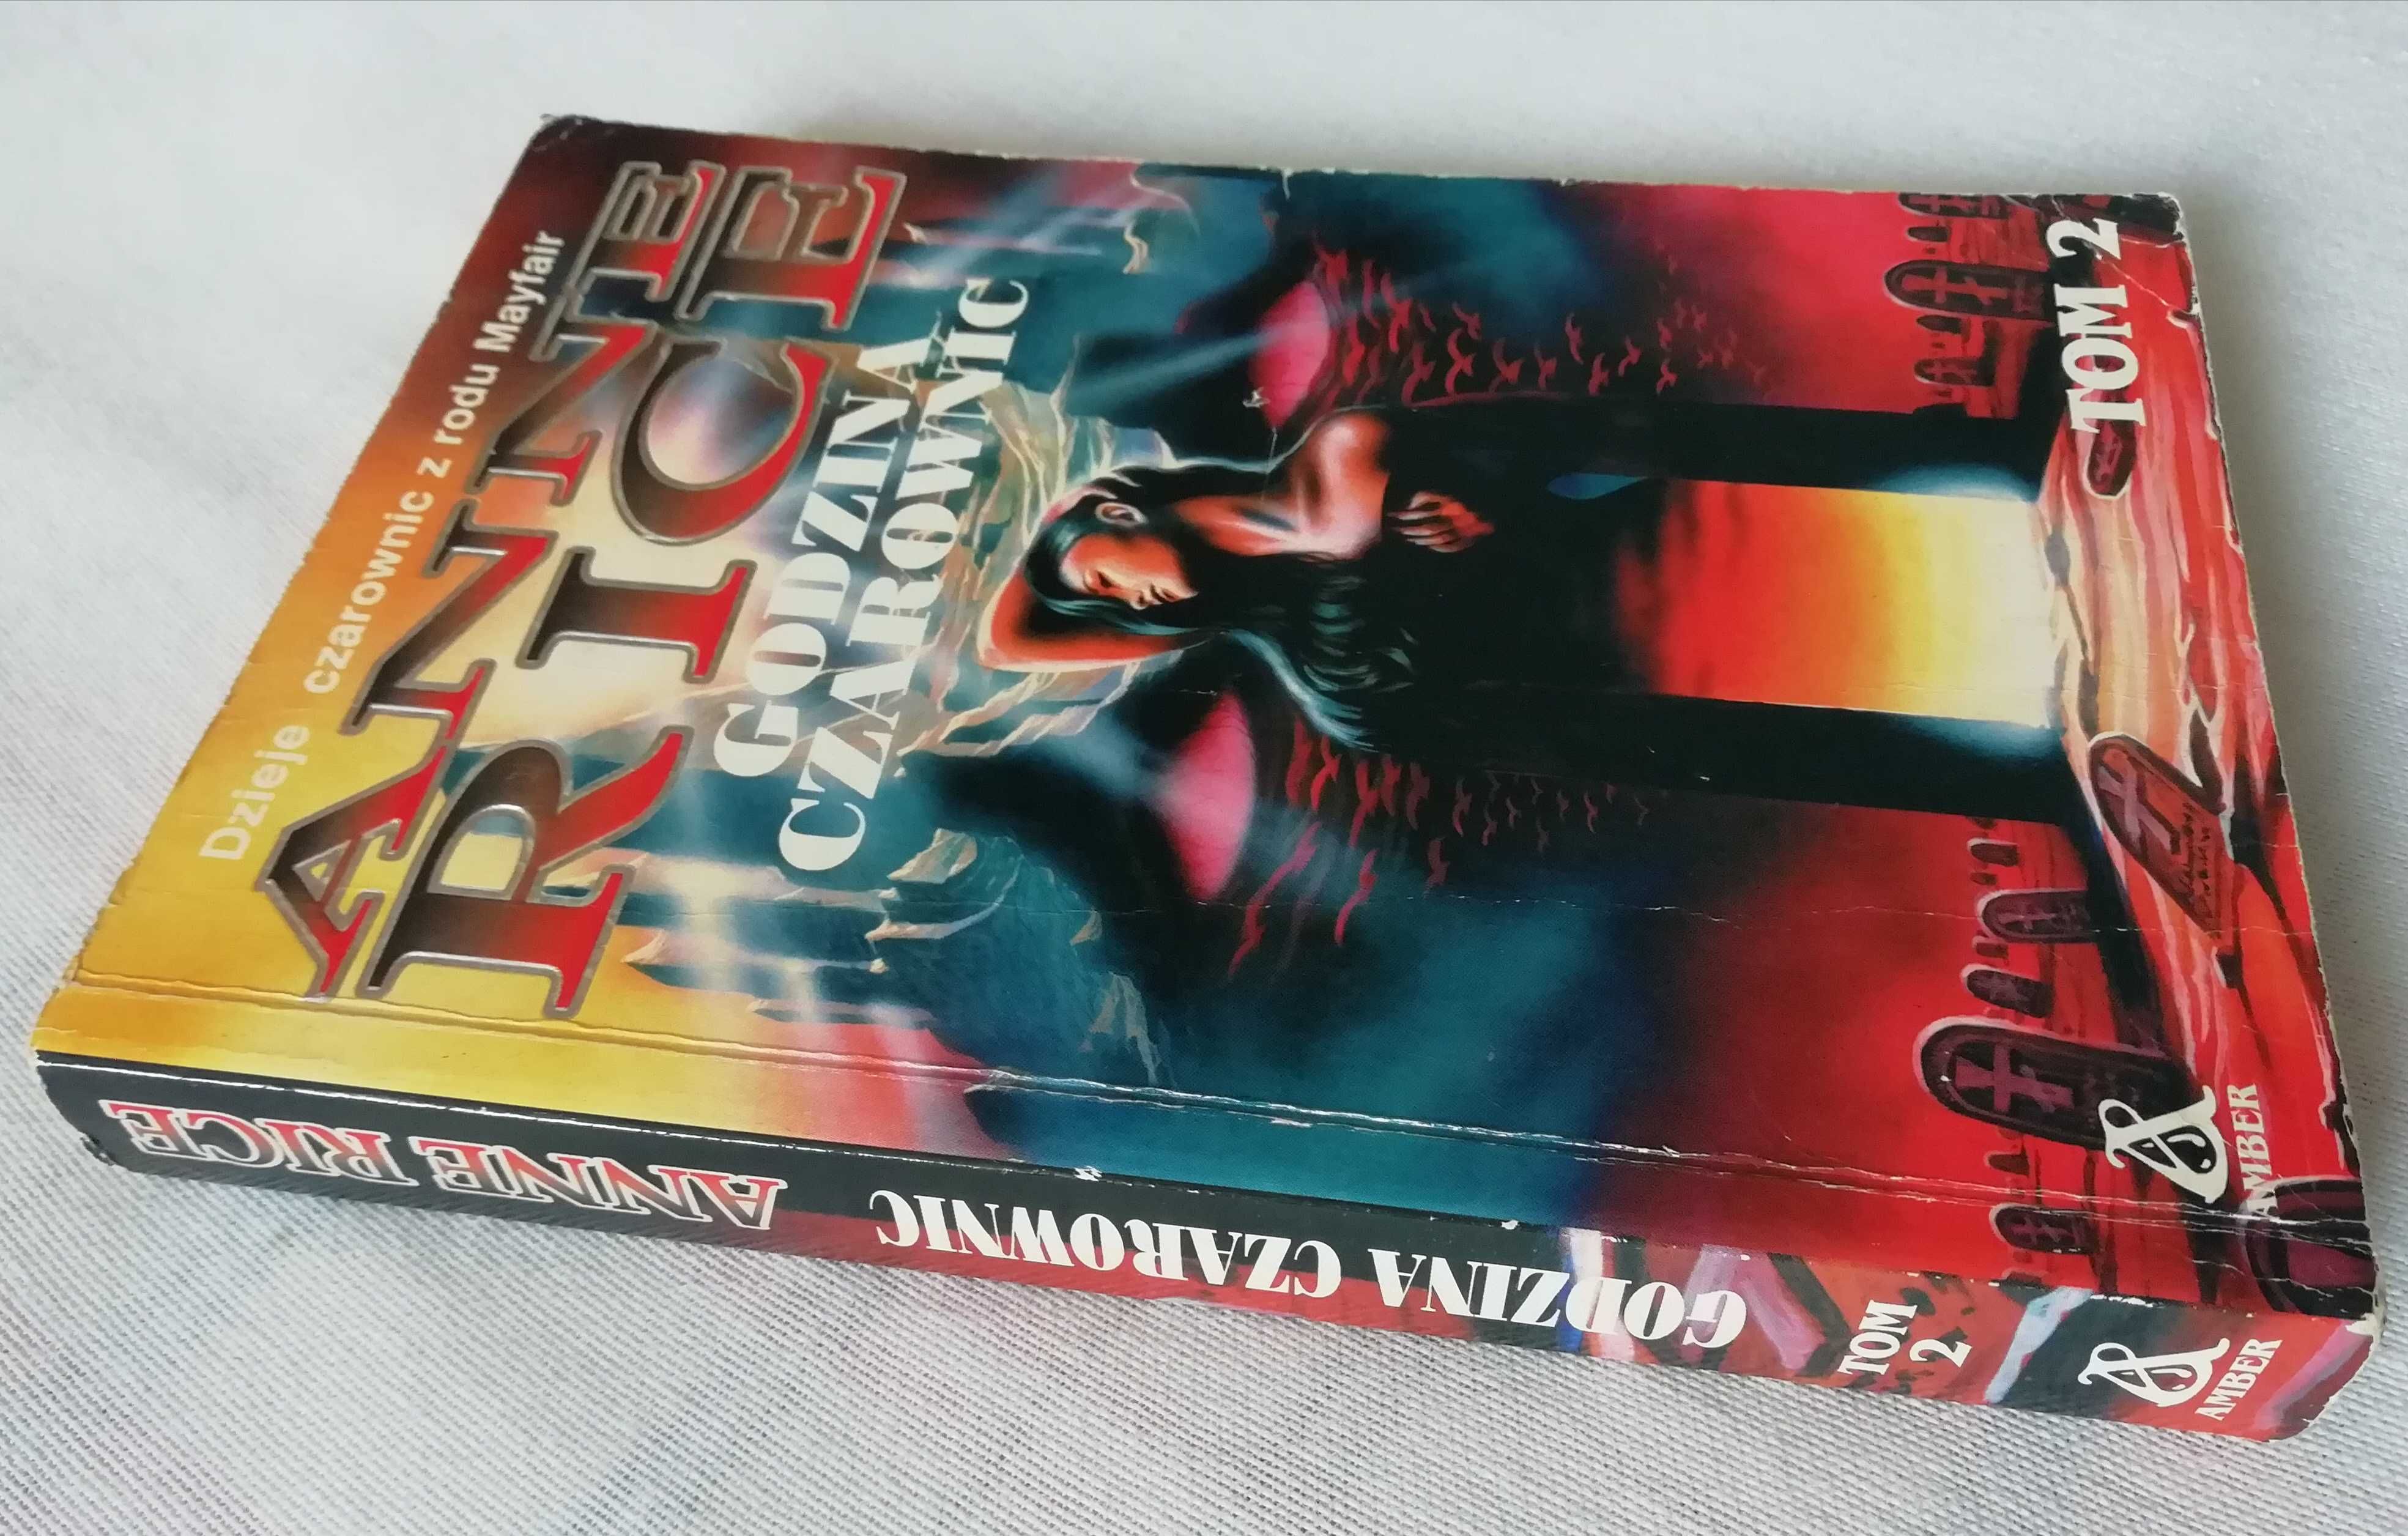 Dzieje czarownic z rodu Mayfair
ANNE
RICE
GODZINA
CZAROWNIC
TOM 2
AMBER
ANNE RICE
GODZINA CZAROWNIC
TOM
2
AMBER